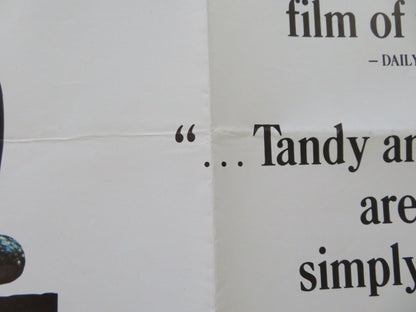 film of
– DAILY
“... Tandy an
are
simply